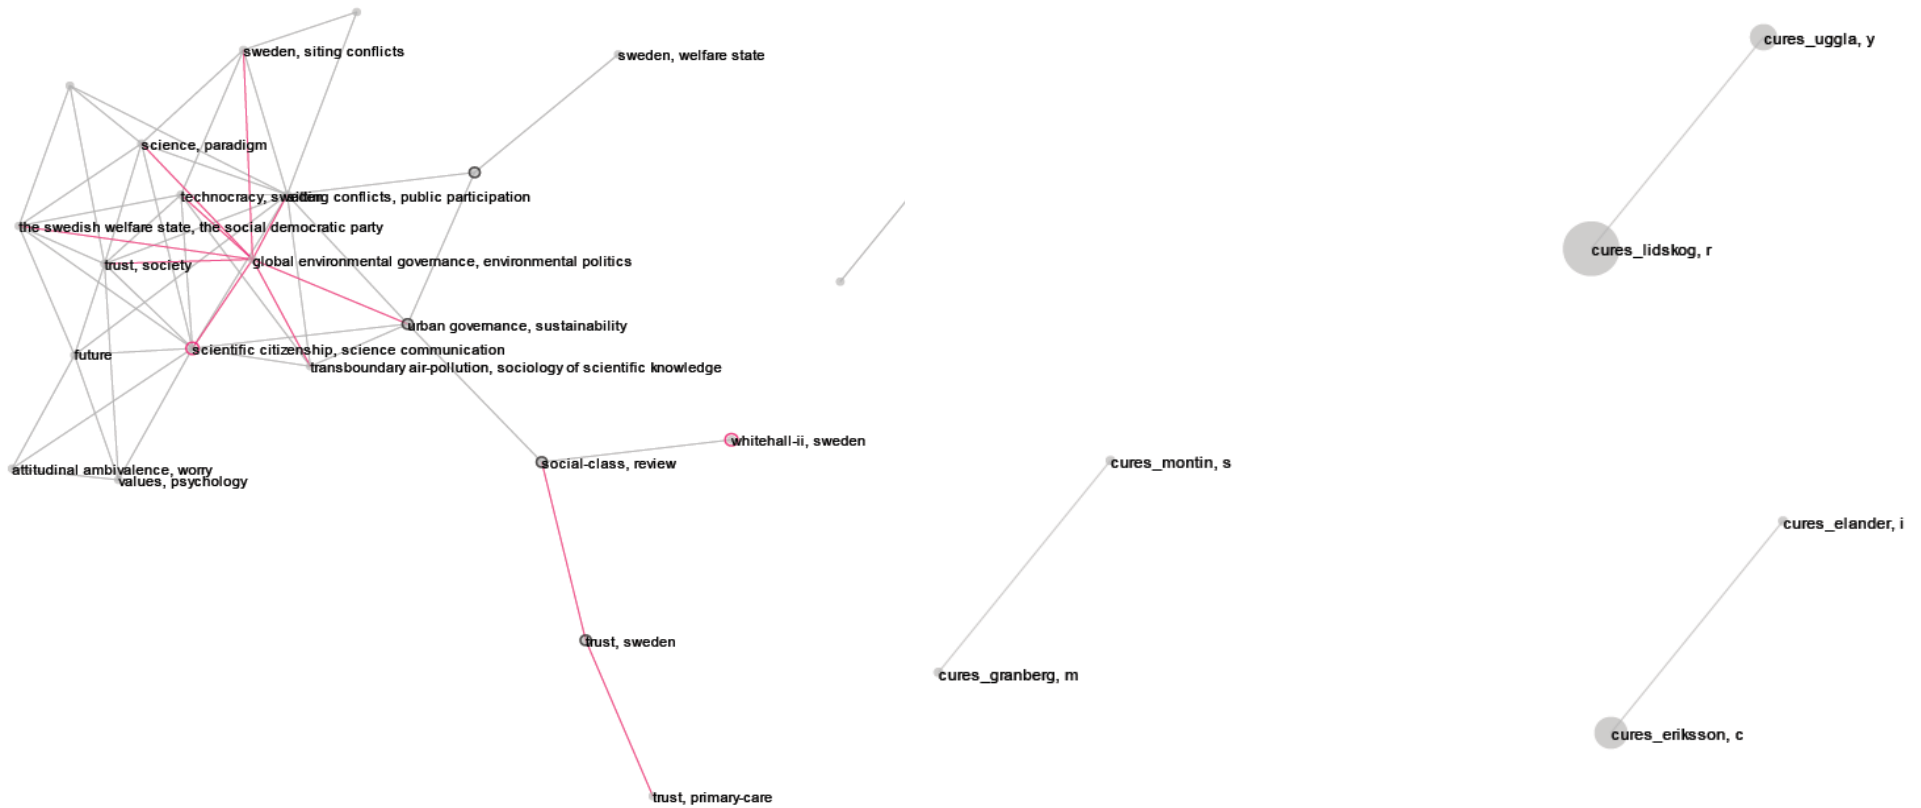 sweden, siting conflicts
sweden, welfare state
science, paradigm
technocracy, sweden
siting conflicts, public participation
the swedish welfare state, the social democratic party
trust, society
global environmental governance, environmental politics
urban governance, sustainability
scientific citizenship, science communication
future
transboundary air-pollution, sociology of scientific knowledge
whitehall-ii, sweden
social-class, review
attitudinal ambivalence, worry
values, psychology
trust, sweden
trust, primary-care
cures_uggla, y
cures_lidskog, r
cures_montin, s
cures_granberg, m
cures_elander, i
cures_eriksson, c